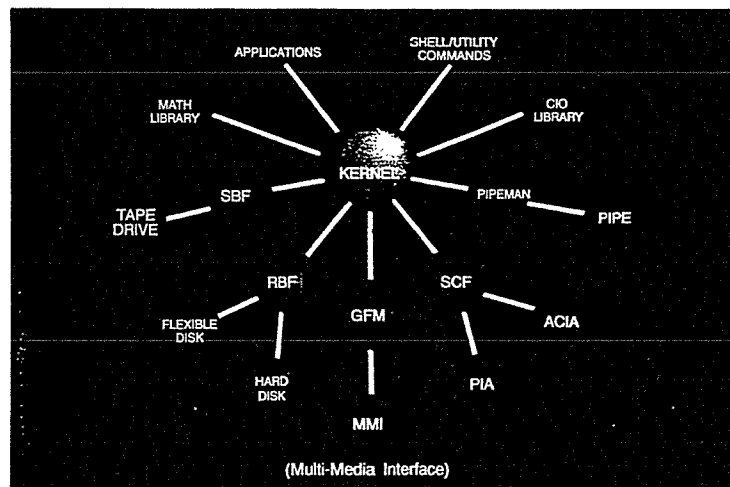 APPLICATIONS
SHELL/UTILITY
COMMANDS
MATH
LIBRARY
CIO
LIBRARY
KERNEL
SBF
PIPEMAN
TAPE
DRIVE
PIPE
RBF
SCF
GFM
FLEXIBLE
DISK
ACIA
HARD
DISK
PIA
MMI
(Multi-Media Interface)